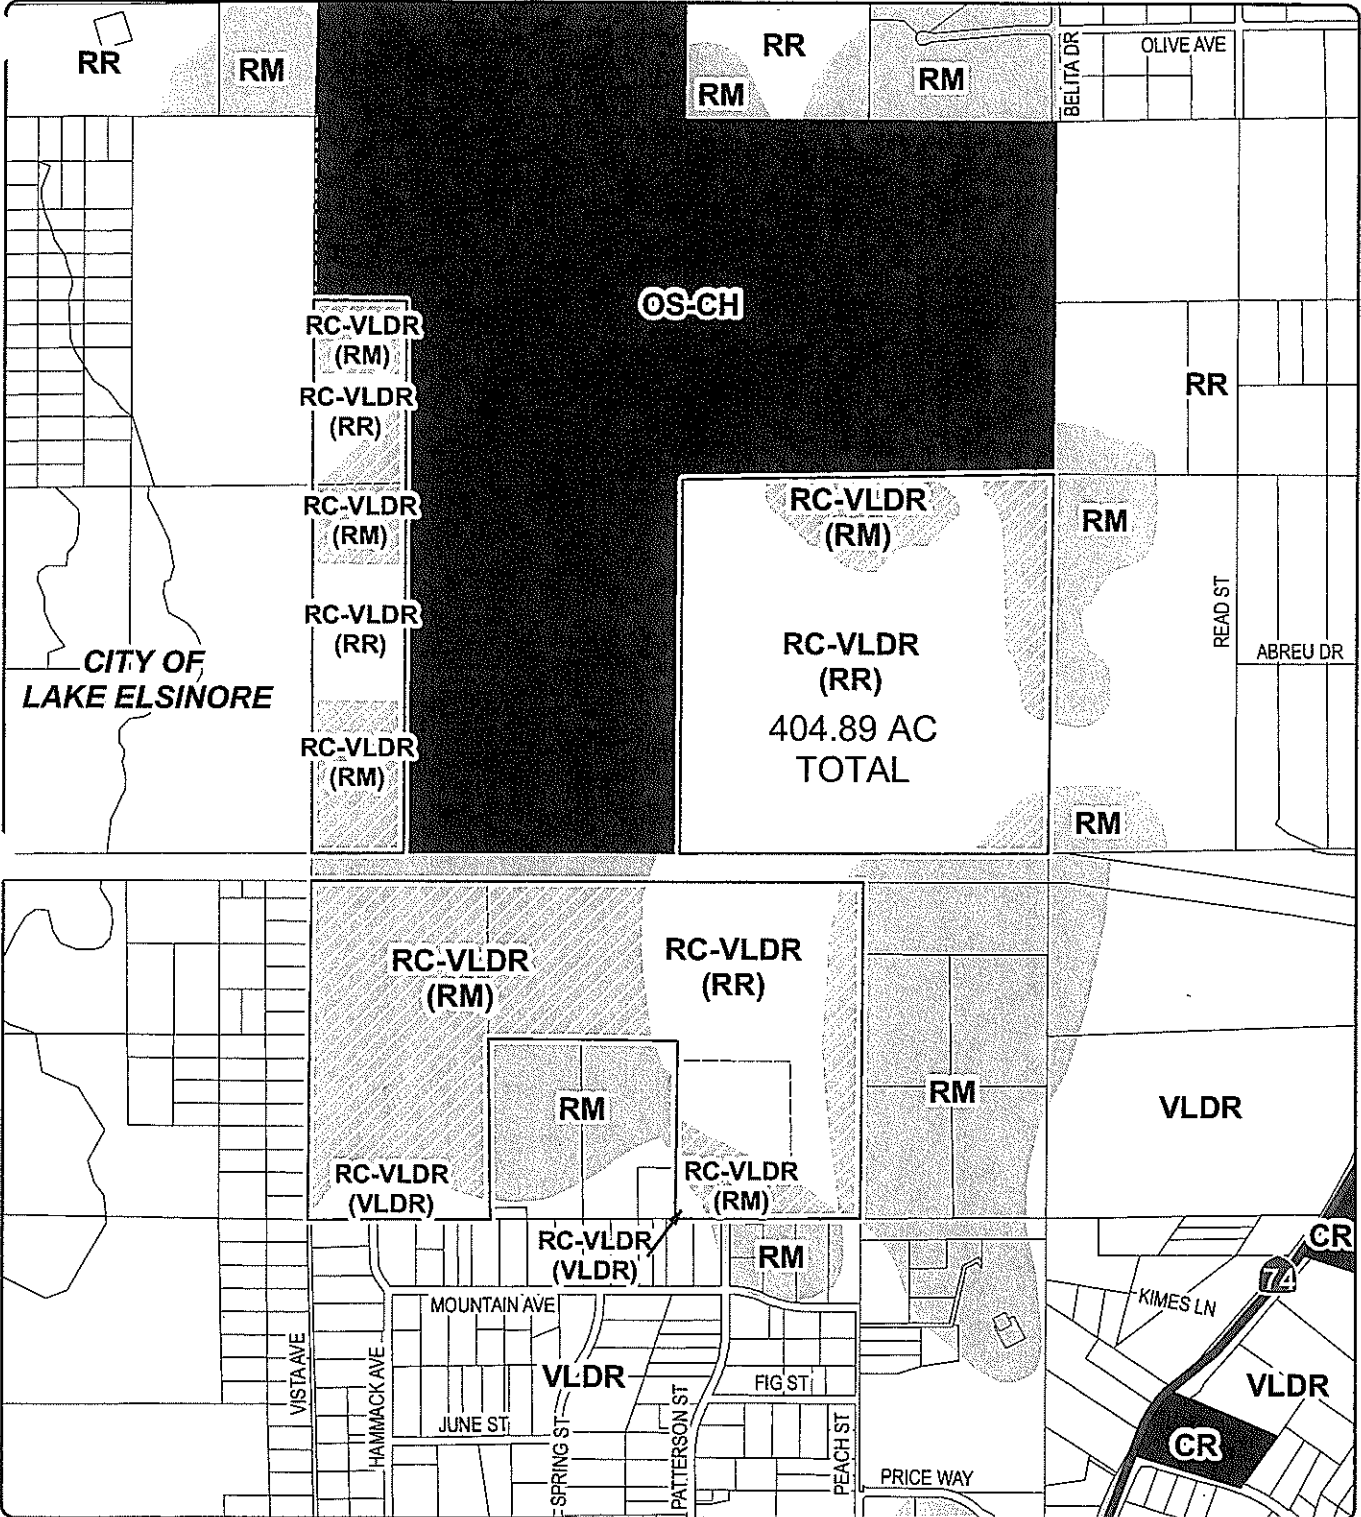 RR
RM
RM
RR
RM
BELITA DR
OLIVE AVE
OS-CH
RC-VLDR
(RM)
RC-VLDR
(RR)
RR
RC-VLDR
(RM)
RC-VLDR
(RM)
RM
RC-VLDR
(RR)
RC-VLDR
(RR)
404.89 AC
TOTAL
READ ST
ABREU DR
CITY OF
LAKE ELSINORE
RC-VLDR
(RM)
RM
RC-VLDR
(RM)
RC-VLDR
(RR)
RM
RM
VLDR
RC-VLDR
(VLDR)
RC-VLDR
(RM)
RC-VLDR
(VLDR)
RM
CR
74
MOUNTAIN AVE
KIMES LN
VISTA AVE
HAMMACK AVE
VLDR
FIG ST
VLDR
JUNE ST
SPRING ST
PATTERSON ST
PEACH ST
CR
PRICE WAY